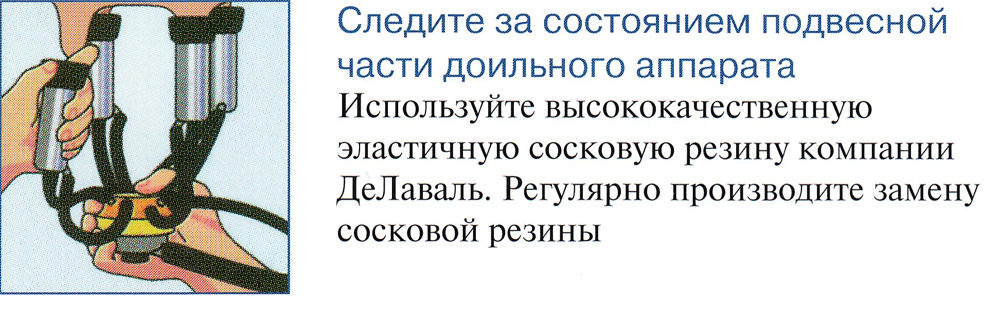 Следите за состоянием подвесной
части доильного аппарата
Используйте высококачественную
эластичную сосковую резину компании
ДеЛаваль. Регулярно производите замену
сосковой резины